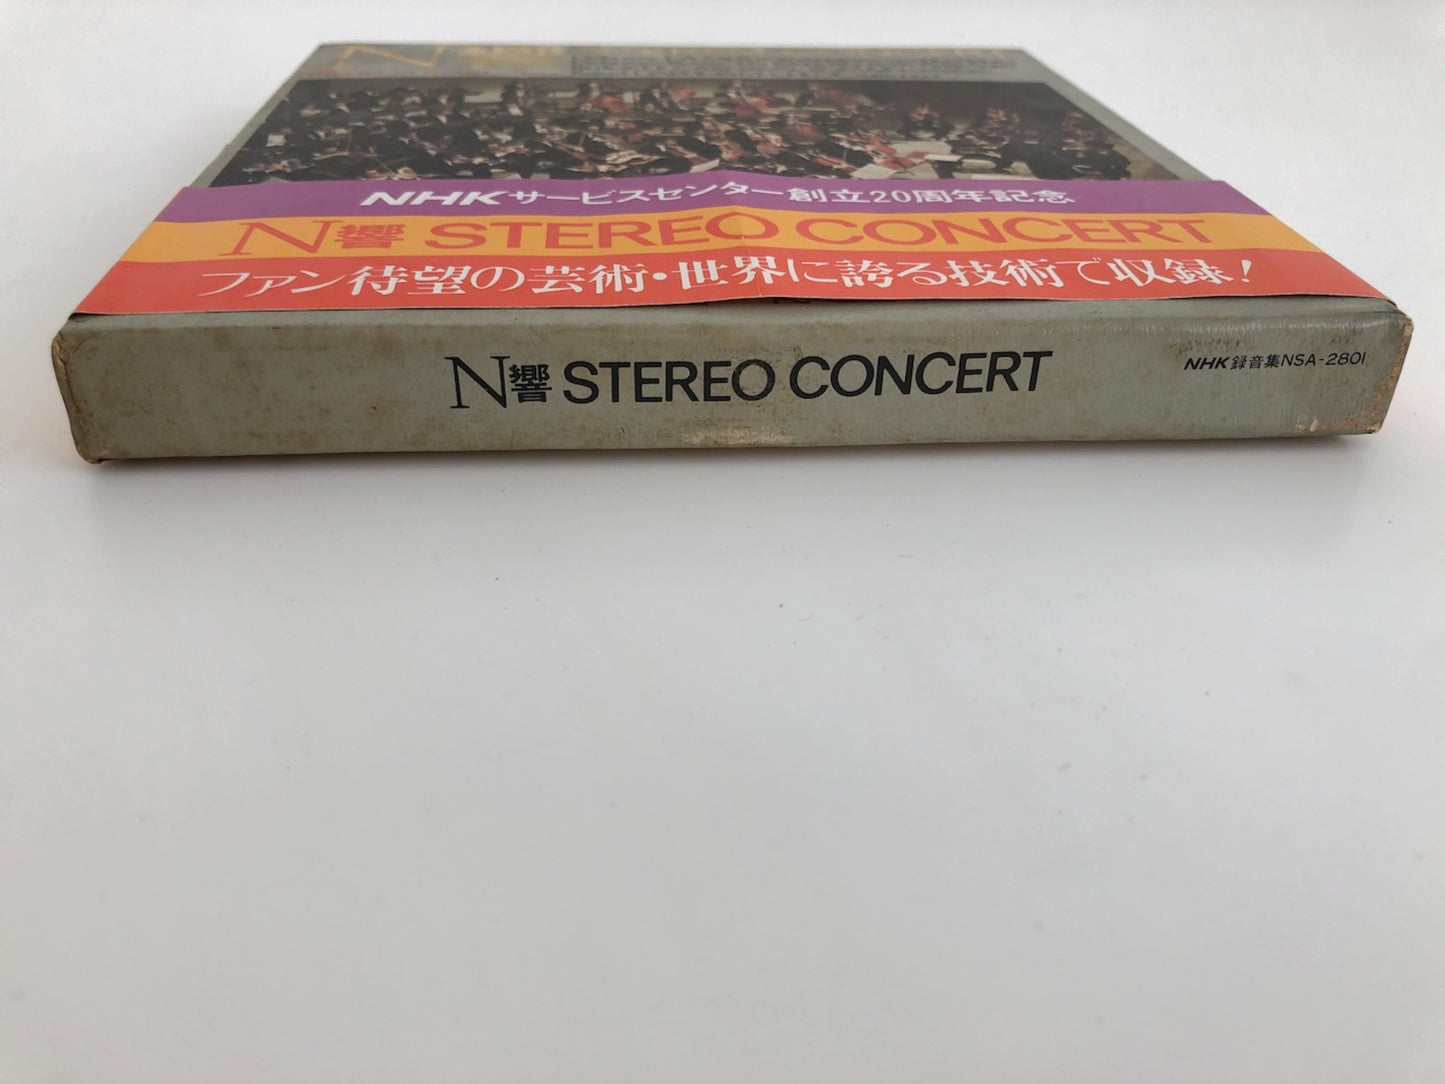 N響
NHKサービスセンター創立20周年記念
N響 STEREO CONCERT
ファン待望の芸術・世界に誇る技術で収録!
N響 STEREO CONCERT
NHK録音集NSA-2801